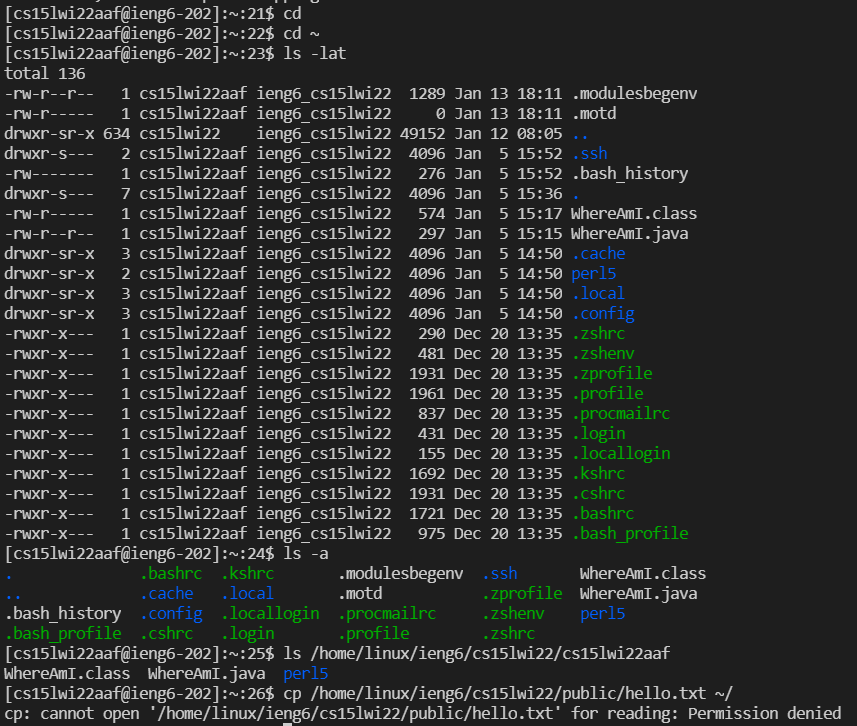 [cs15lwi22aaf@ieng6-202]:~:21$ cd
[cs15lwi22aaf@ieng6-202]:~:22$ cd ~
[cs15lwi22aaf@ieng6-202]:~:23$ ls -lat
total 136
-rw-r--r--   1 cs15lwi22aaf ieng6_cs15lwi22  1289 Jan 13 18:11 .modulesbegenv
-rw-r-----   1 cs15lwi22aaf ieng6_cs15lwi22     0 Jan 13 18:11 .motd
drwxr-sr-x 634 cs15lwi22    ieng6_cs15lwi22 49152 Jan 12 08:05 ..
drwxr-s---   2 cs15lwi22aaf ieng6_cs15lwi22  4096 Jan  5 15:52 .ssh
-rw-------   1 cs15lwi22aaf ieng6_cs15lwi22   276 Jan  5 15:52 .bash_history
drwxr-s---   7 cs15lwi22aaf ieng6_cs15lwi22  4096 Jan  5 15:36 .
-rw-r-----   1 cs15lwi22aaf ieng6_cs15lwi22   574 Jan  5 15:17 WhereAmI.class
-rw-r--r--   1 cs15lwi22aaf ieng6_cs15lwi22   297 Jan  5 15:15 WhereAmI.java
drwxr-sr-x   3 cs15lwi22aaf ieng6_cs15lwi22  4096 Jan  5 14:50 .cache
drwxr-sr-x   2 cs15lwi22aaf ieng6_cs15lwi22  4096 Jan  5 14:50 perl5
drwxr-sr-x   3 cs15lwi22aaf ieng6_cs15lwi22  4096 Jan  5 14:50 .local
drwxr-sr-x   3 cs15lwi22aaf ieng6_cs15lwi22  4096 Jan  5 14:50 .config
-rwxr-x---   1 cs15lwi22aaf ieng6_cs15lwi22   290 Dec 20 13:35 .zshrc
-rwxr-x---   1 cs15lwi22aaf ieng6_cs15lwi22   481 Dec 20 13:35 .zshenv
-rwxr-x---   1 cs15lwi22aaf ieng6_cs15lwi22  1931 Dec 20 13:35 .zprofile
-rwxr-x---   1 cs15lwi22aaf ieng6_cs15lwi22  1961 Dec 20 13:35 .profile
-rwxr-x---   1 cs15lwi22aaf ieng6_cs15lwi22   837 Dec 20 13:35 .procmailrc
-rwxr-x---   1 cs15lwi22aaf ieng6_cs15lwi22   431 Dec 20 13:35 .login
-rwxr-x---   1 cs15lwi22aaf ieng6_cs15lwi22   155 Dec 20 13:35 .locallogin
-rwxr-x---   1 cs15lwi22aaf ieng6_cs15lwi22  1692 Dec 20 13:35 .kshrc
-rwxr-x---   1 cs15lwi22aaf ieng6_cs15lwi22  1931 Dec 20 13:35 .cshrc
-rwxr-x---   1 cs15lwi22aaf ieng6_cs15lwi22  1721 Dec 20 13:35 .bashrc
-rwxr-x---   1 cs15lwi22aaf ieng6_cs15lwi22   975 Dec 20 13:35 .bash_profile
[cs15lwi22aaf@ieng6-202]:~:24$ ls -a
.              .bashrc  .kshrc       .modulesbegenv  .ssh       WhereAmI.class
..             .cache   .local       .motd           .zprofile  WhereAmI.java
.bash_history  .config  .locallogin  .procmailrc     .zshenv    perl5
.bash_profile  .cshrc   .login       .profile        .zshrc
[cs15lwi22aaf@ieng6-202]:~:25$ ls /home/linux/ieng6/cs15lwi22/cs15lwi22aaf
WhereAmI.class  WhereAmI.java  perl5
[cs15lwi22aaf@ieng6-202]:~:26$ cp /home/linux/ieng6/cs15lwi22/public/hello.txt ~/
cp: cannot open '/home/linux/ieng6/cs15lwi22/public/hello.txt' for reading: Permission denied